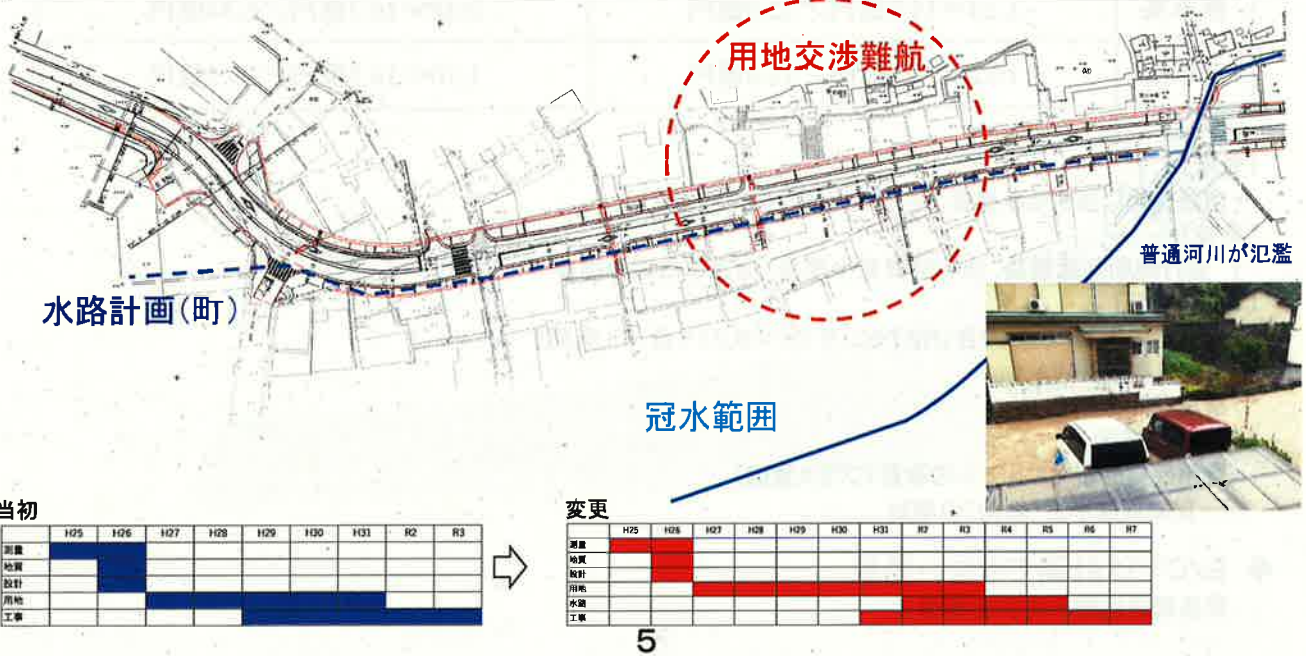 用地交渉難航
普通河川が氾濫
水路計画(町)
冠水範囲
当初
H25 H26 H27 H28 H29 H30 H31 R2 R3
測量
地質
設計
用地
工事
変更
H25 H26 H27 H28 H29 H30 H31 R2 R3 R4 R5 R6 R7
測量
地質
設計
用地
水路
工事
5